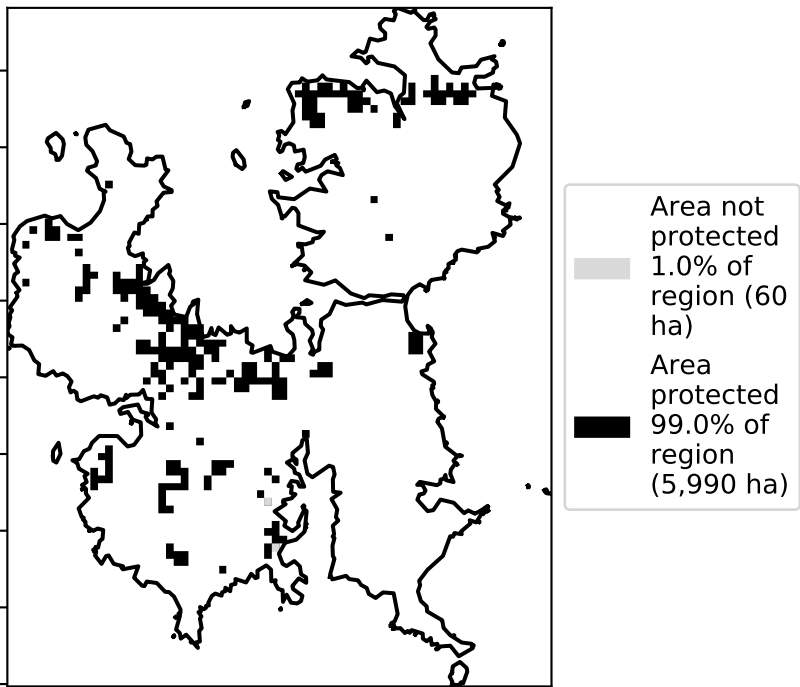 Area not
protected
1.0% of
region (60
ha)
Area
protected
99.0% of
region
(5,990 ha)